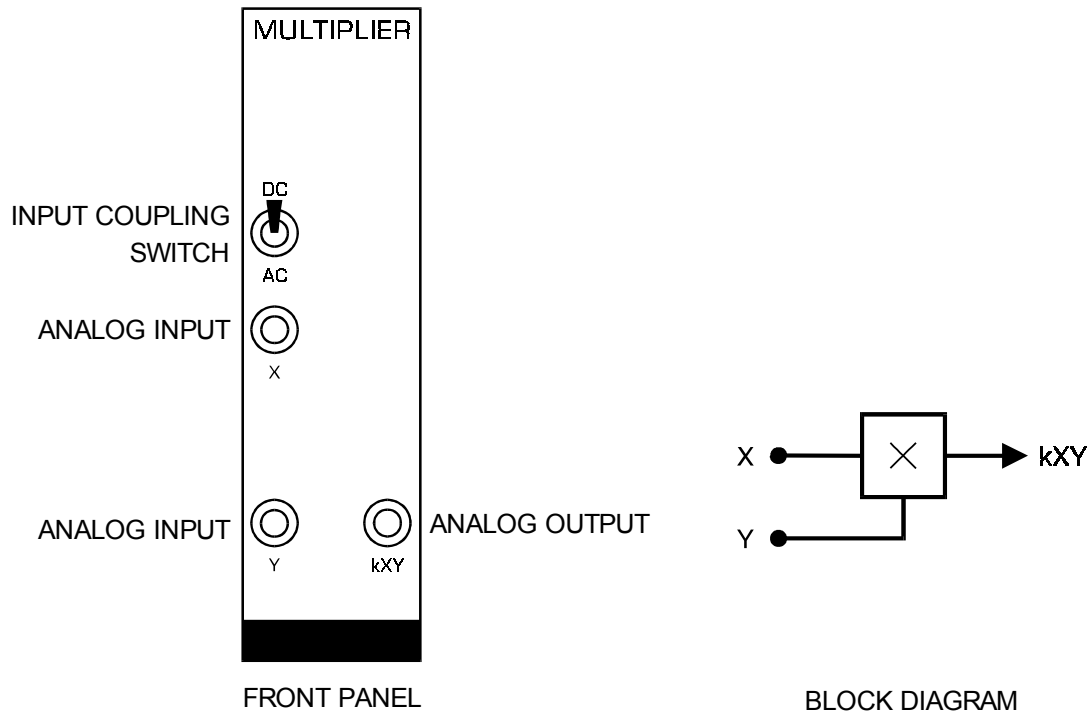 MULTIPLIER
DC
INPUT COUPLING
SWITCH
AC
ANALOG INPUT
X
ANALOG INPUT
ANALOG OUTPUT
Y
kXY
FRONT PANEL
X
kXY
Y
BLOCK DIAGRAM